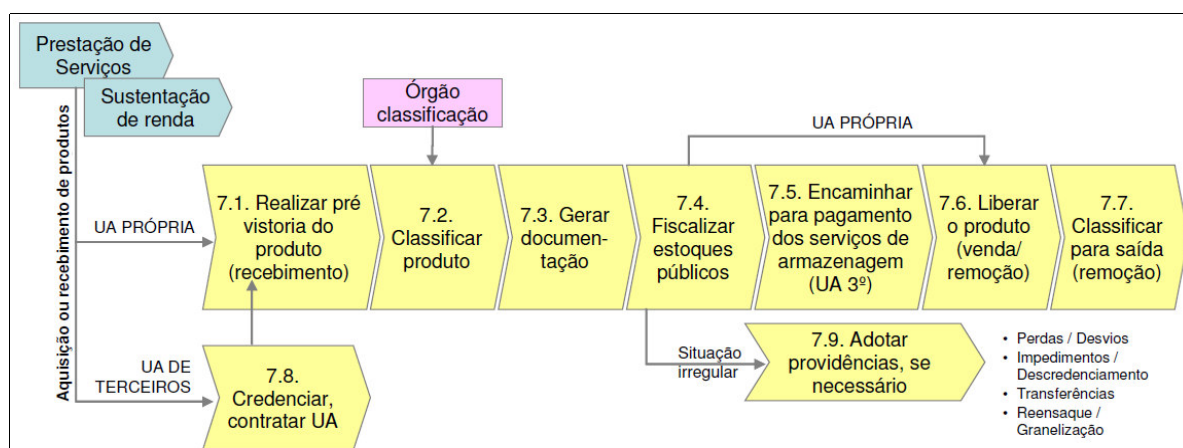 Prestação de
Serviços
Sustentação
de renda
Órgão
classificação
UA PRÓPRIA
Aquisição ou recebimento de produtos
UA PRÓPRIA
7.1. Realizar pré
vistoria do
produto
(recebimento)
7.2.
Classificar
produto
7.3. Gerar
documen-
tação
7.4.
Fiscalizar
estoques
públicos
7.5. Encaminhar
para pagamento
dos serviços de
armazenagem
(UA 3º)
7.6. Liberar
o produto
(venda/
remoção)
7.7.
Classificar
para saída
(remoção)
UA DE
TERCEIROS
7.8.
Credenciar,
contratar UA
Situação
irregular
7.9. Adotar
providências, se
necessário
• Perdas / Desvios
• Impedimentos /
Descredenciamento
• Transferências
• Reensaque /
Granelização